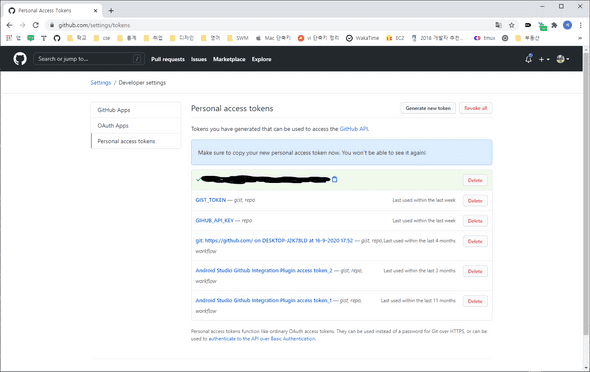 Personal Access Tokens
github.com/settings/tokens
앱 학교 cse 통계 취업 디자인 영어 SWM Mac 단축키 vi 단축키 정리 WakaTime EC2 2018 개발자 추천... tmux 부동산
Search or jump to... / Pull requests Issues Marketplace Explore
Settings / Developer settings
GitHub Apps
OAuth Apps
Personal access tokens
Personal access tokens Generate new token Revoke all
Tokens you have generated that can be used to access the GitHub API.
Make sure to copy your new personal access token now. You won't be able to see it again!
Delete
GIST_TOKEN — gist, repo Last used within the last week Delete
GIHUB_API_KEY — repo Last used within the last week Delete
git: https://github.com/ on DESKTOP-J2K78LD at 16-9-2020 17:52 — gist, repo, Last used within the last 4 months Delete
workflow
Android Studio Github Integration Plugin access token_2 — gist, repo, Last used within the last 3 months Delete
workflow
Android Studio Github Integration Plugin access token_1 — gist, repo, Last used within the last 11 months Delete
workflow
Personal access tokens function like ordinary OAuth access tokens. They can be used instead of a password for Git over HTTPS, or can be
used to authenticate to the API over Basic Authentication.